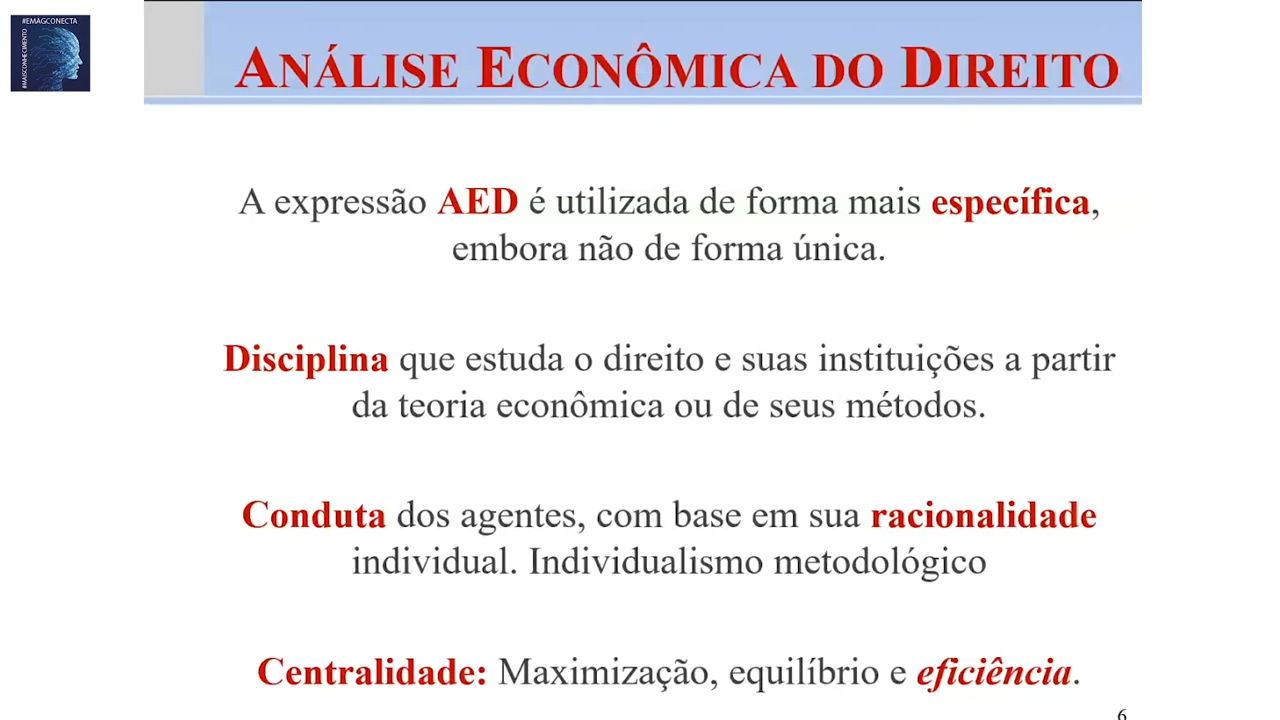 #EMAGCONECTA
#MAISCONHECIMENTO
ANÁLISE ECONÔMICA DO DIREITO
A expressão AED é utilizada de forma mais específica,
embora não de forma única.
Disciplina que estuda o direito e suas instituições a partir
da teoria econômica ou de seus métodos.
Conduta dos agentes, com base em sua racionalidade
individual. Individualismo metodológico
Centralidade: Maximização, equilíbrio e eficiência.
6